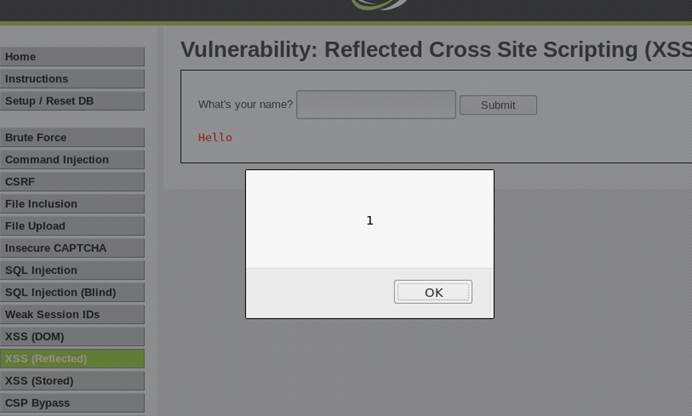 Vulnerability: Reflected Cross Site Scripting (XSS
Home
Instructions
Setup / Reset DB
Brute Force
Command Injection
CSRF
File Inclusion
File Upload
Insecure CAPTCHA
SQL Injection
SQL Injection (Blind)
Weak Session IDs
XSS (DOM)
XSS (Reflected)
XSS (Stored)
CSP Bypass
What's your name? Submit
Hello
1
OK